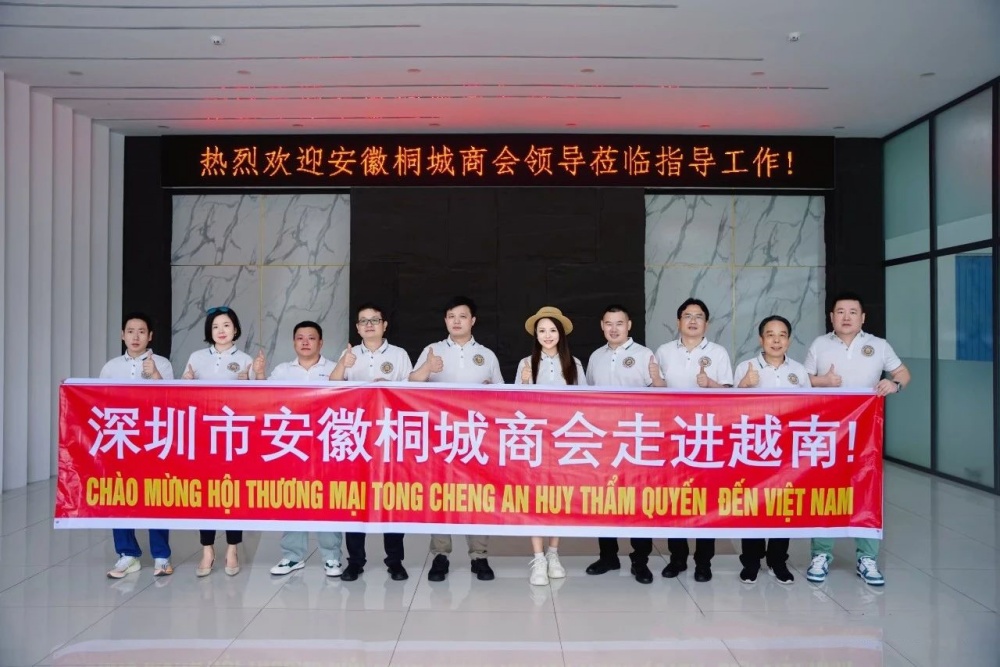 热烈欢迎安徽桐城商会领导莅临指导工作!
深圳市安徽桐城商会走进越南!
CHÀO MỪNG HỘI THƯƠNG MẠI TONG CHENG AN HUY THẨM QUYẾN ĐẾN VIỆT NAM